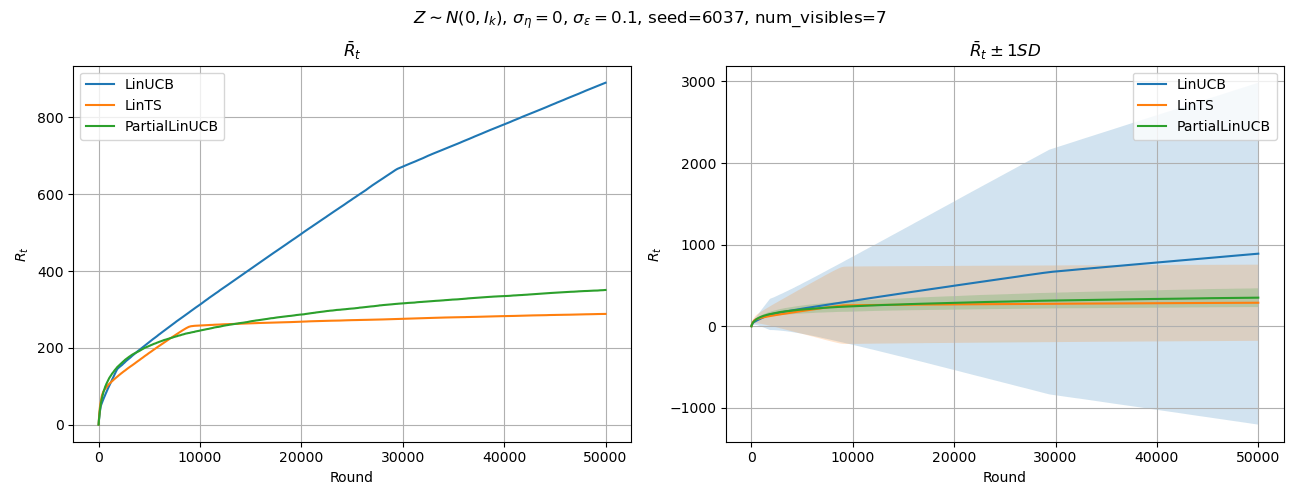 Z ~ N(0, I_k), σ_η = 0, σ_ε = 0.1, seed=6037, num_visibles=7
R̄_t
R_t
800
600
400
200
0
LinUCB
LinTS
PartialLinUCB
0 10000 20000 30000 40000 50000
Round
R̄_t ± 1SD
R_t
3000
2000
1000
0
−1000
LinUCB
LinTS
PartialLinUCB
0 10000 20000 30000 40000 50000
Round